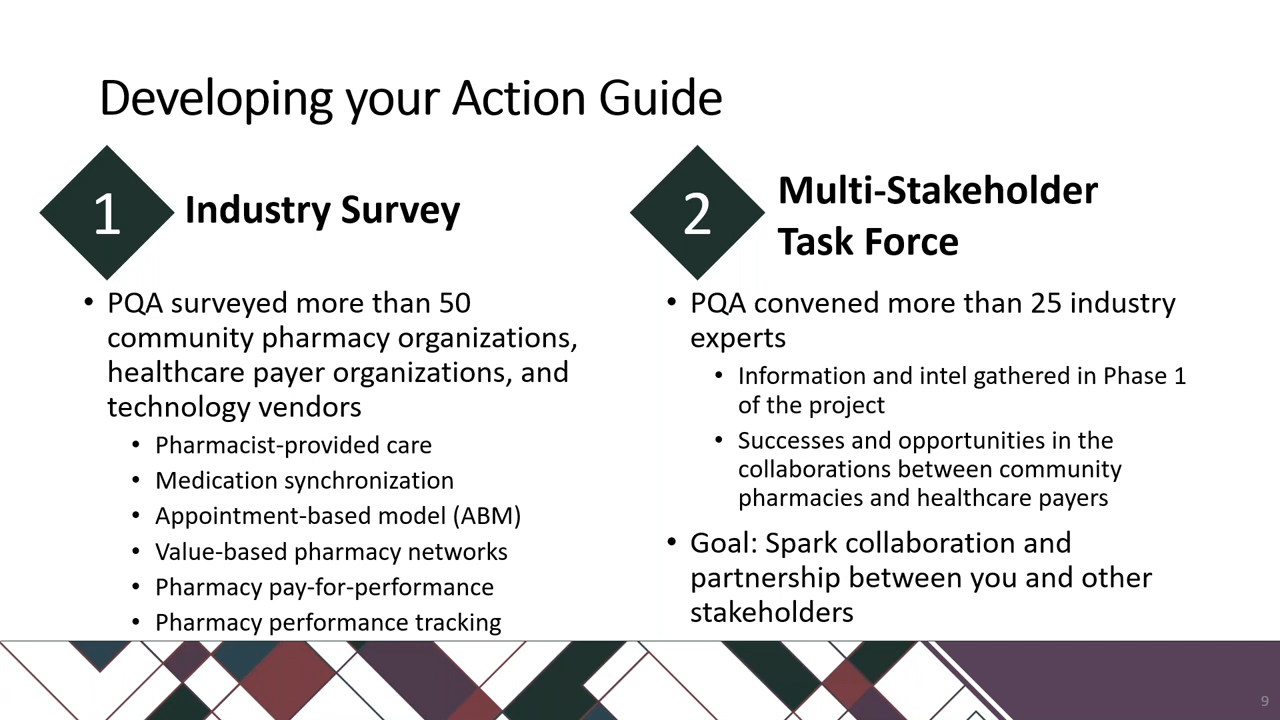 Developing your Action Guide
1
Industry Survey
• PQA surveyed more than 50
community pharmacy organizations,
healthcare payer organizations, and
technology vendors
• Pharmacist-provided care
• Medication synchronization
• Appointment-based model (ABM)
• Value-based pharmacy networks
• Pharmacy pay-for-performance
• Pharmacy performance tracking
2
Multi-Stakeholder
Task Force
• PQA convened more than 25 industry
experts
• Information and intel gathered in Phase 1
of the project
• Successes and opportunities in the
collaborations between community
pharmacies and healthcare payers
• Goal: Spark collaboration and
partnership between you and other
stakeholders
9